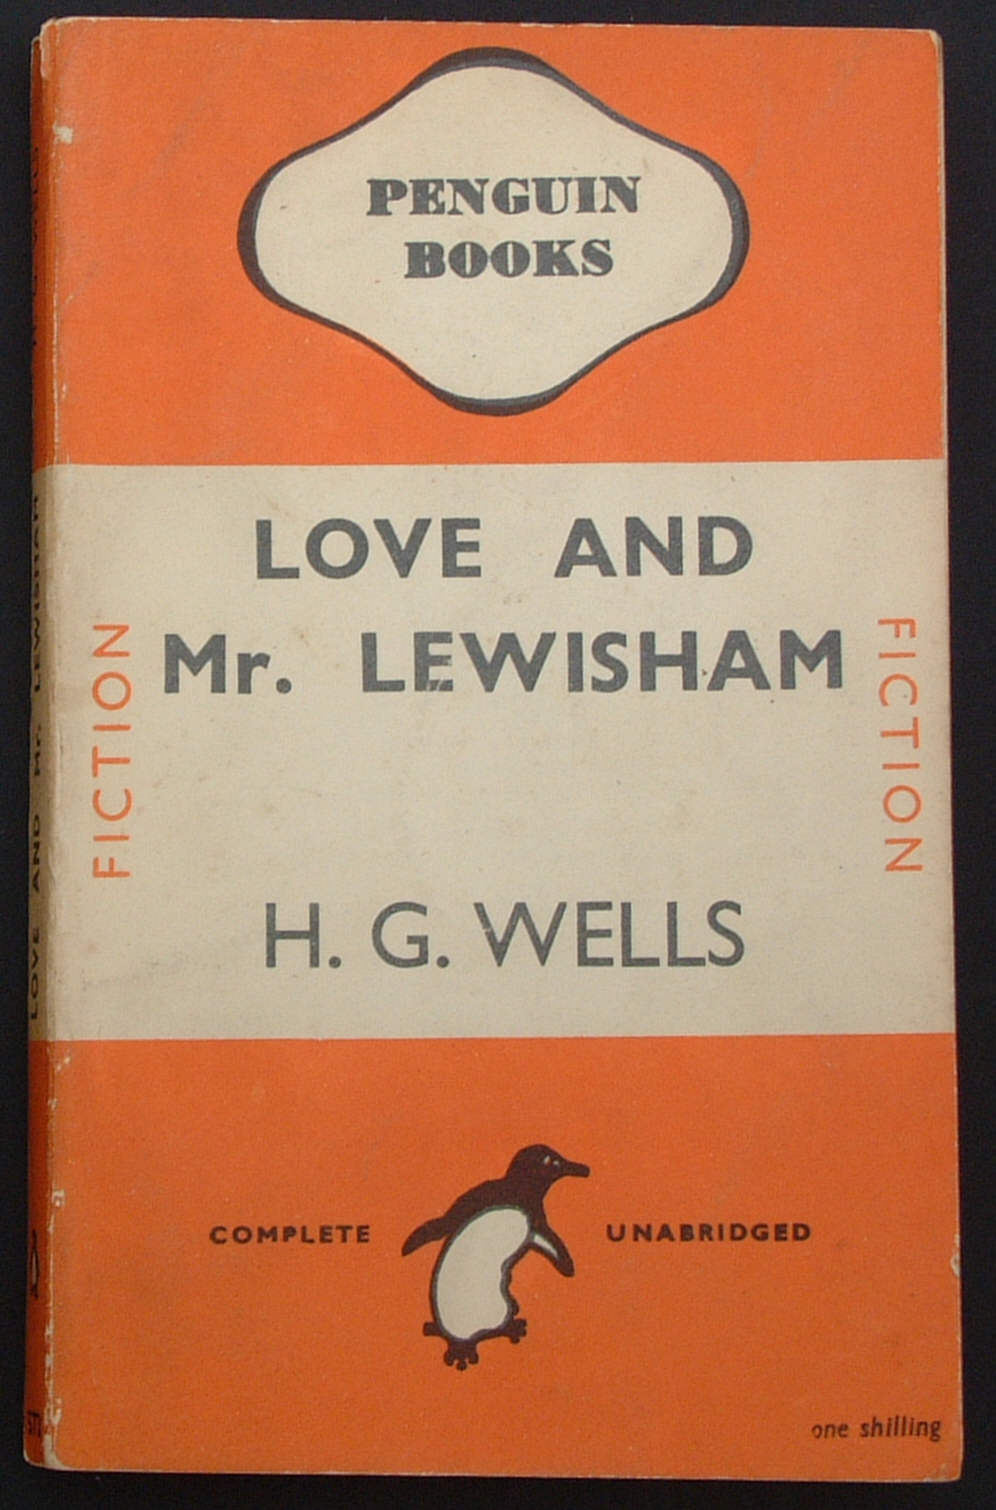 PENGUIN
BOOKS
LOVE AND
Mr. LEWISHAM
FICTION
FICTION
H. G. WELLS
COMPLETE
UNABRIDGED
one shilling
LOVE AND Mr. LEWISHAM